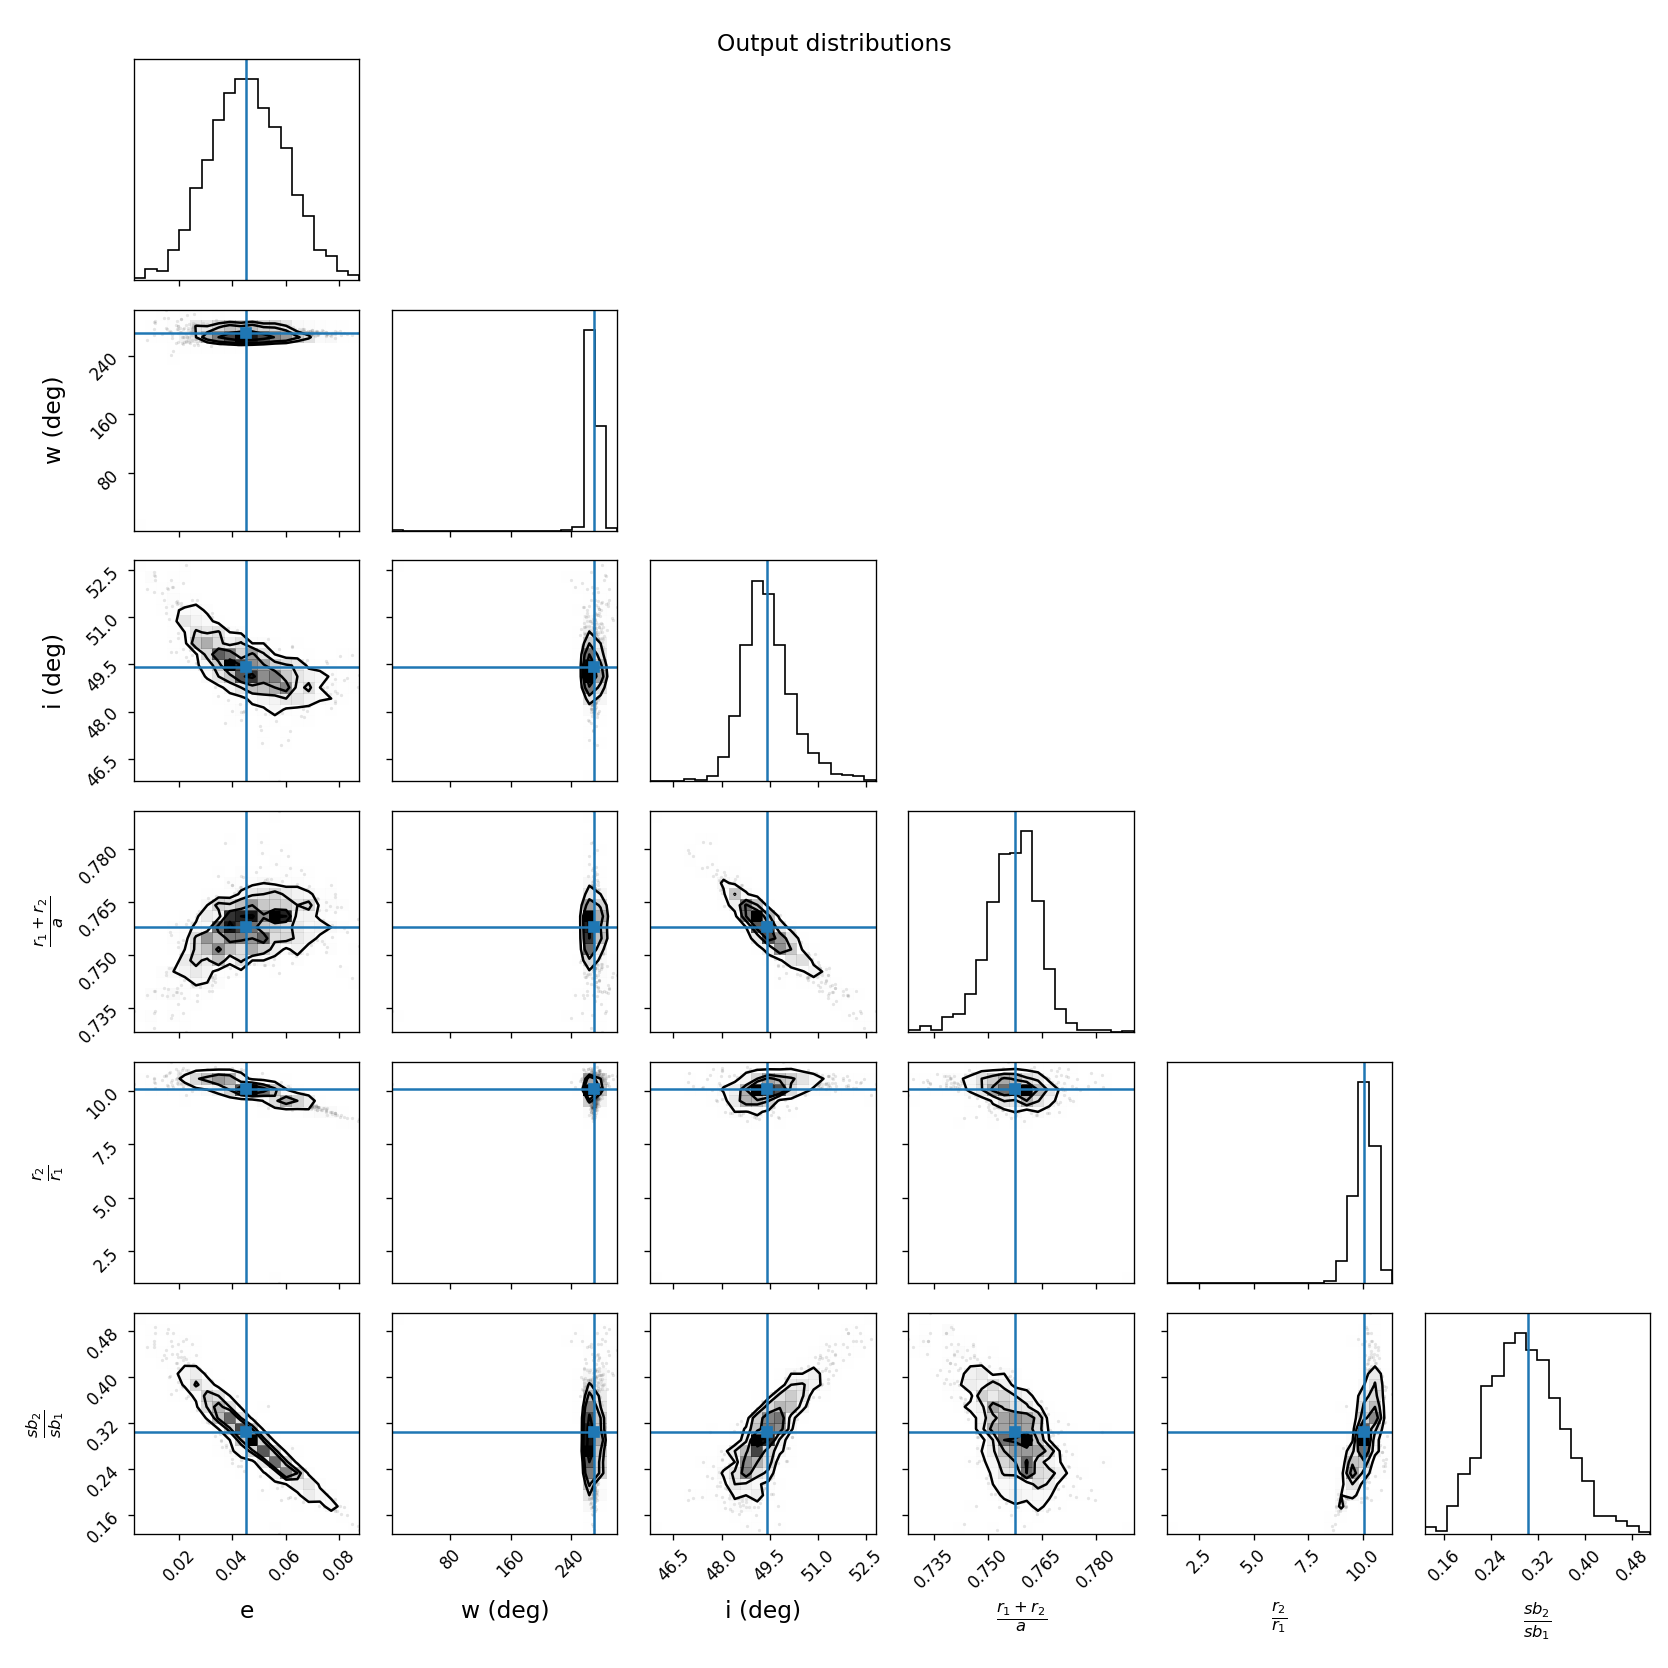 Output distributions
240
160
80
w (deg)
52.5
51.0
49.5
48.0
46.5
i (deg)
0.780
0.765
0.750
0.735
r₁ + r₂
a
10.0
7.5
5.0
2.5
r₂
r₁
0.48
0.40
0.32
0.24
0.16
sb₂
sb₁
0.02 0.04 0.06 0.08 80 160 240 46.5 48.0 49.5 51.0 52.5 0.735 0.750 0.765 0.780 2.5 5.0 7.5 10.0 0.16 0.24 0.32 0.40 0.48
e w (deg) i (deg) r₁ + r₂ r₂ sb₂
a r₁ sb₁